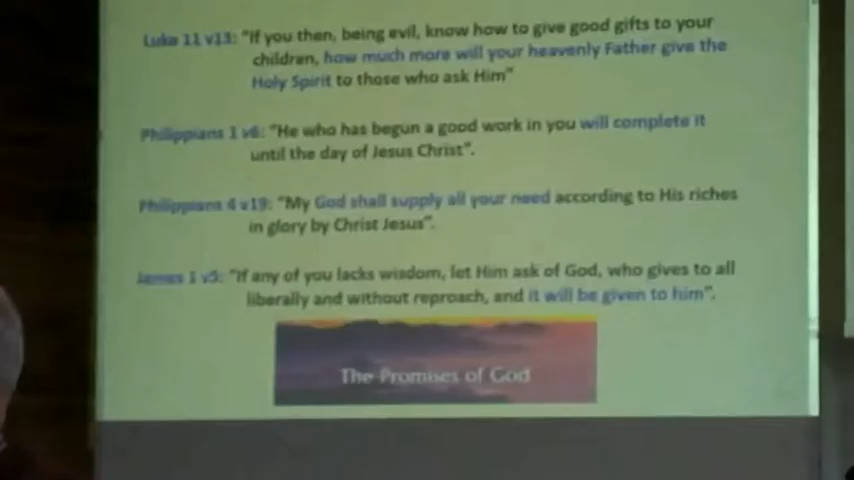 Luke 11 v13: "If you then, being evil, know how to give good gifts to your
children, how much more will your heavenly Father give the
Holy Spirit to those who ask Him"
Philippians 1 v6: "He who has begun a good work in you will complete it
until the day of Jesus Christ".
Philippians 4 v19: "My God shall supply all your need according to His riches
in glory by Christ Jesus".
James 1 v5: "If any of you lacks wisdom, let Him ask of God, who gives to all
liberally and without reproach, and it will be given to him".
The Promises of God